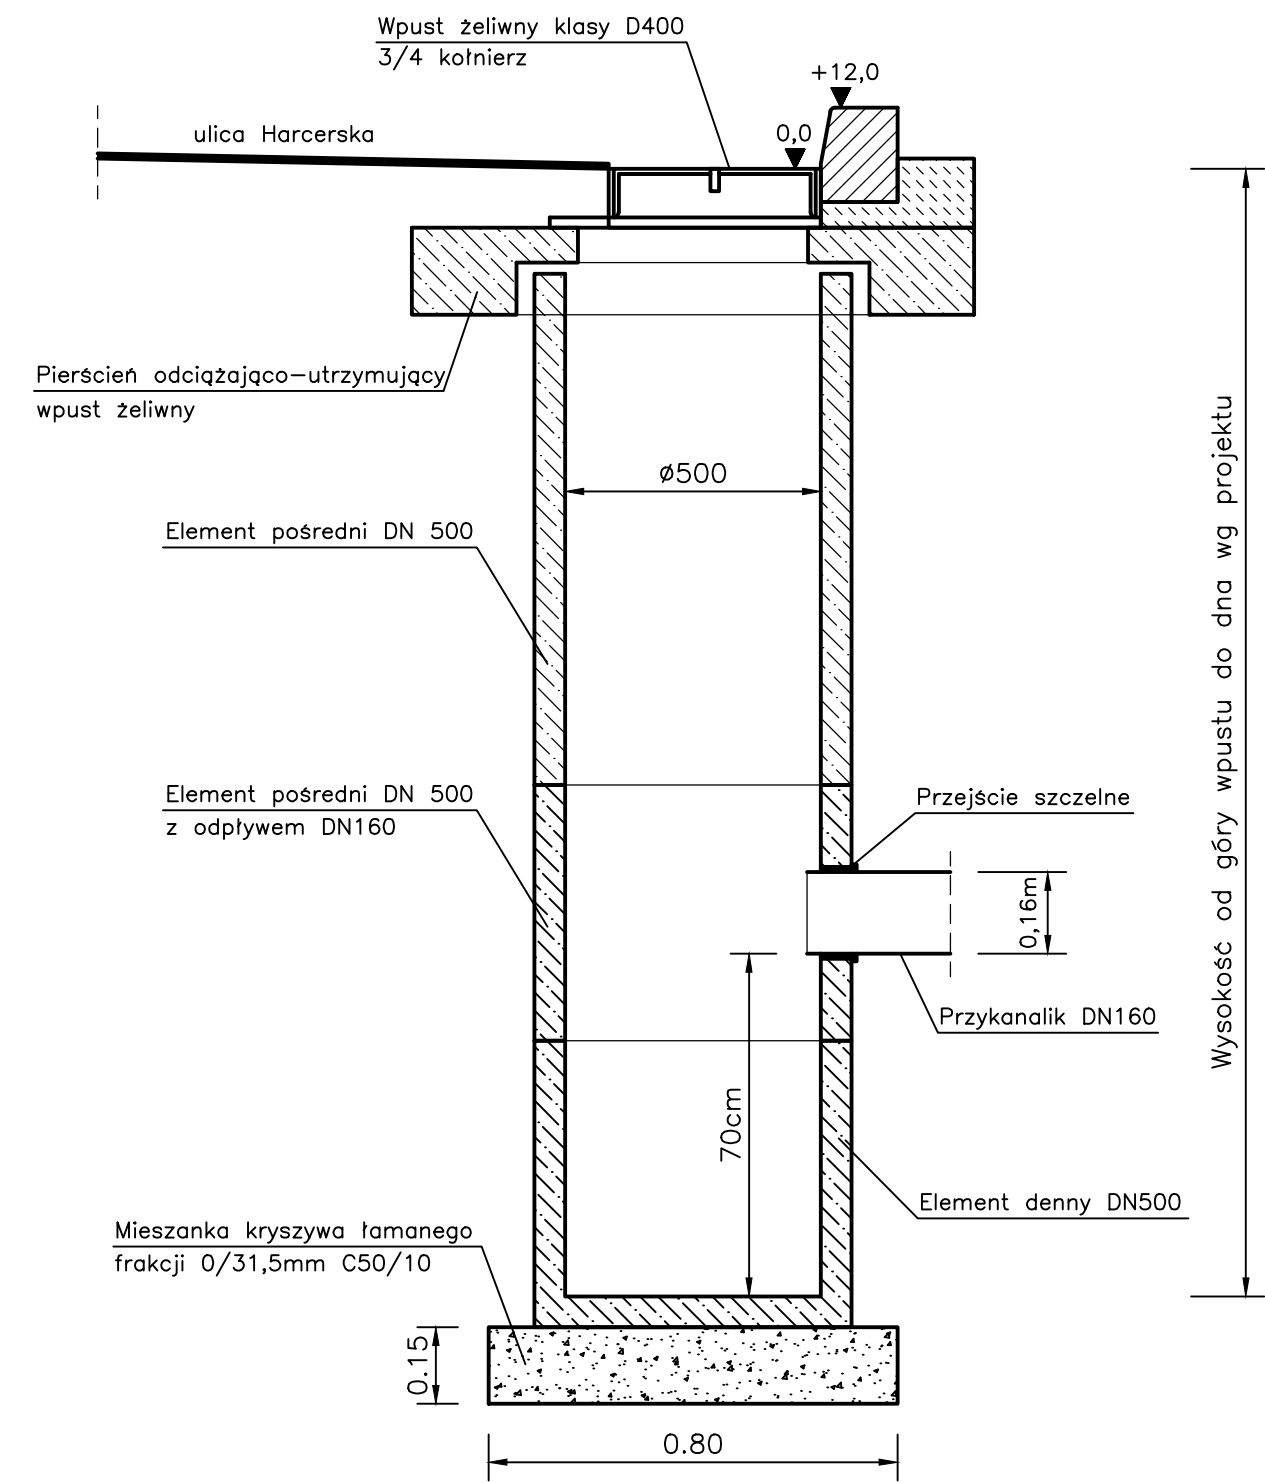 Wpust żeliwny klasy D400
3/4 kołnierz
+12,0
ulica Harcerska
0,0
Pierścień odciążająco-utrzymujący
wpust żeliwny
ø500
Element pośredni DN 500
Element pośredni DN 500
z odpływem DN160
Przejście szczelne
0,16m
Przykanalik DN160
70cm
Wysokość od góry wpustu do dna wg projektu
Element denny DN500
Mieszanka kryszywa łamanego
frakcji 0/31,5mm C50/10
0.15
0.80